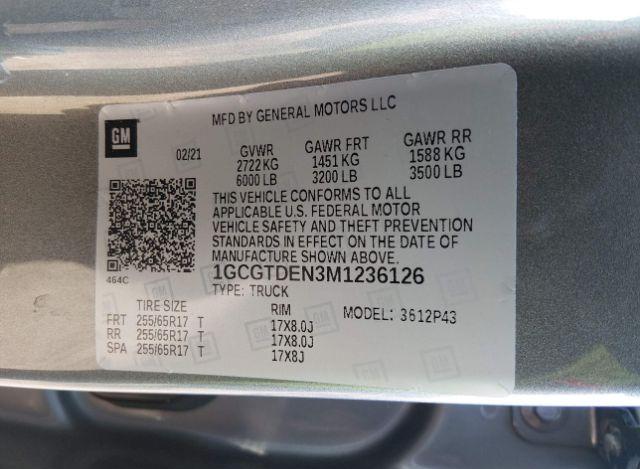 MFD BY GENERAL MOTORS LLC
GM
02/21 GVWR GAWR FRT GAWR RR
2722 KG 1451 KG 1588 KG
6000 LB 3200 LB 3500 LB
THIS VEHICLE CONFORMS TO ALL
APPLICABLE U.S. FEDERAL MOTOR
VEHICLE SAFETY AND THEFT PREVENTION
STANDARDS IN EFFECT ON THE DATE OF
MANUFACTURE SHOWN ABOVE.
464C
1GCGTDEN3M1236126
TYPE: TRUCK
TIRE SIZE RIM MODEL: 3612P43
FRT 255/65R17 T 17X8.0J
RR 255/65R17 T 17X8.0J
SPA 255/65R17 T 17X8J